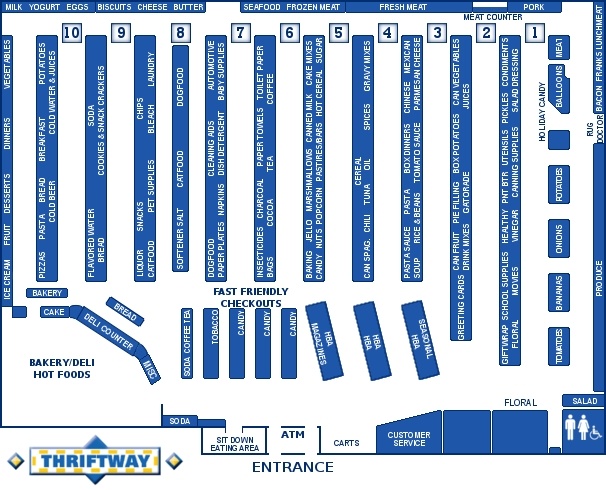 MILK YOGURT EGGS BISCUITS CHEESE BUTTER SEAFOOD FROZEN MEAT FRESH MEAT PORK
MEAT COUNTER
10 9 8 7 6 5 4 3 2 1
ICE CREAM FRUIT DESSERTS DINNERS VEGETABLES
PIZZAS PASTA BREAD BREAKFAST POTATOES
COLD BEER COLD WATER & JUICES
FLAVORED WATER SODA
BREAD COOKIES & SNACK CRACKERS
LIQUOR SNACKS CHIPS LAUNDRY
CATFOOD PET SUPPLIES BLEACH
SOFTENER SALT CATFOOD DOGFOOD
DOGFOOD NAPKINS CLEANING AIDS AUTOMOTIVE
PAPER PLATES DISH DETERGENT BABY SUPPLIES
INSECTICIDES CHARCOAL PAPER TOWELS TOILET PAPER
BAGS COCOA TEA COFFEE
BAKING JELLO MARSHMALLOWS CANNED MILK CAKE MIXES
CANDY NUTS POPCORN PASTIRES/BARS HOT CEREAL SUGAR
CEREAL
CAN SPAG. CHILI TUNA OIL SPICES GRAVY MIXES
PASTA SAUCE PASTA BOX DINNERS CHINESE MEXICAN
SOUP RICE & BEANS TOMATO SAUCE PARMESAN CHEESE
GREETING CARDS CAN FRUIT PIE FILLING BOX POTATOES CAN VEGETABLES
DRINK MIXES GATORADE JUICES
GIFTWRAP SCHOOL SUPPLIES HEALTHY PNT BTR UTENSILS PICKLES CONDIMENTS
FLORAL MOVIES VINEGAR CANNING SUPPLIES SALAD DRESSING
HOLIDAY CANDY
MEAT
BALLOONS
POTATOES
ONIONS
BANANAS
TOMATOES
BACON FRANKS LUNCHMEAT
RUG
DOCTOR
PRODUCE
BAKERY
CAKE
BREAD
DELI COUNTER
MISC
BAKERY/DELI
HOT FOODS
FAST FRIENDLY
CHECKOUTS
SODA COFFEE TEA
TOBACCO
CANDY
CANDY
CANDY
HBA
MAGAZINES
HBA
HBA
SEASONAL
HBA
SODA
SIT DOWN
EATING AREA
ATM
CARTS
CUSTOMER
SERVICE
FLORAL
SALAD
ENTRANCE
THRIFTWAY